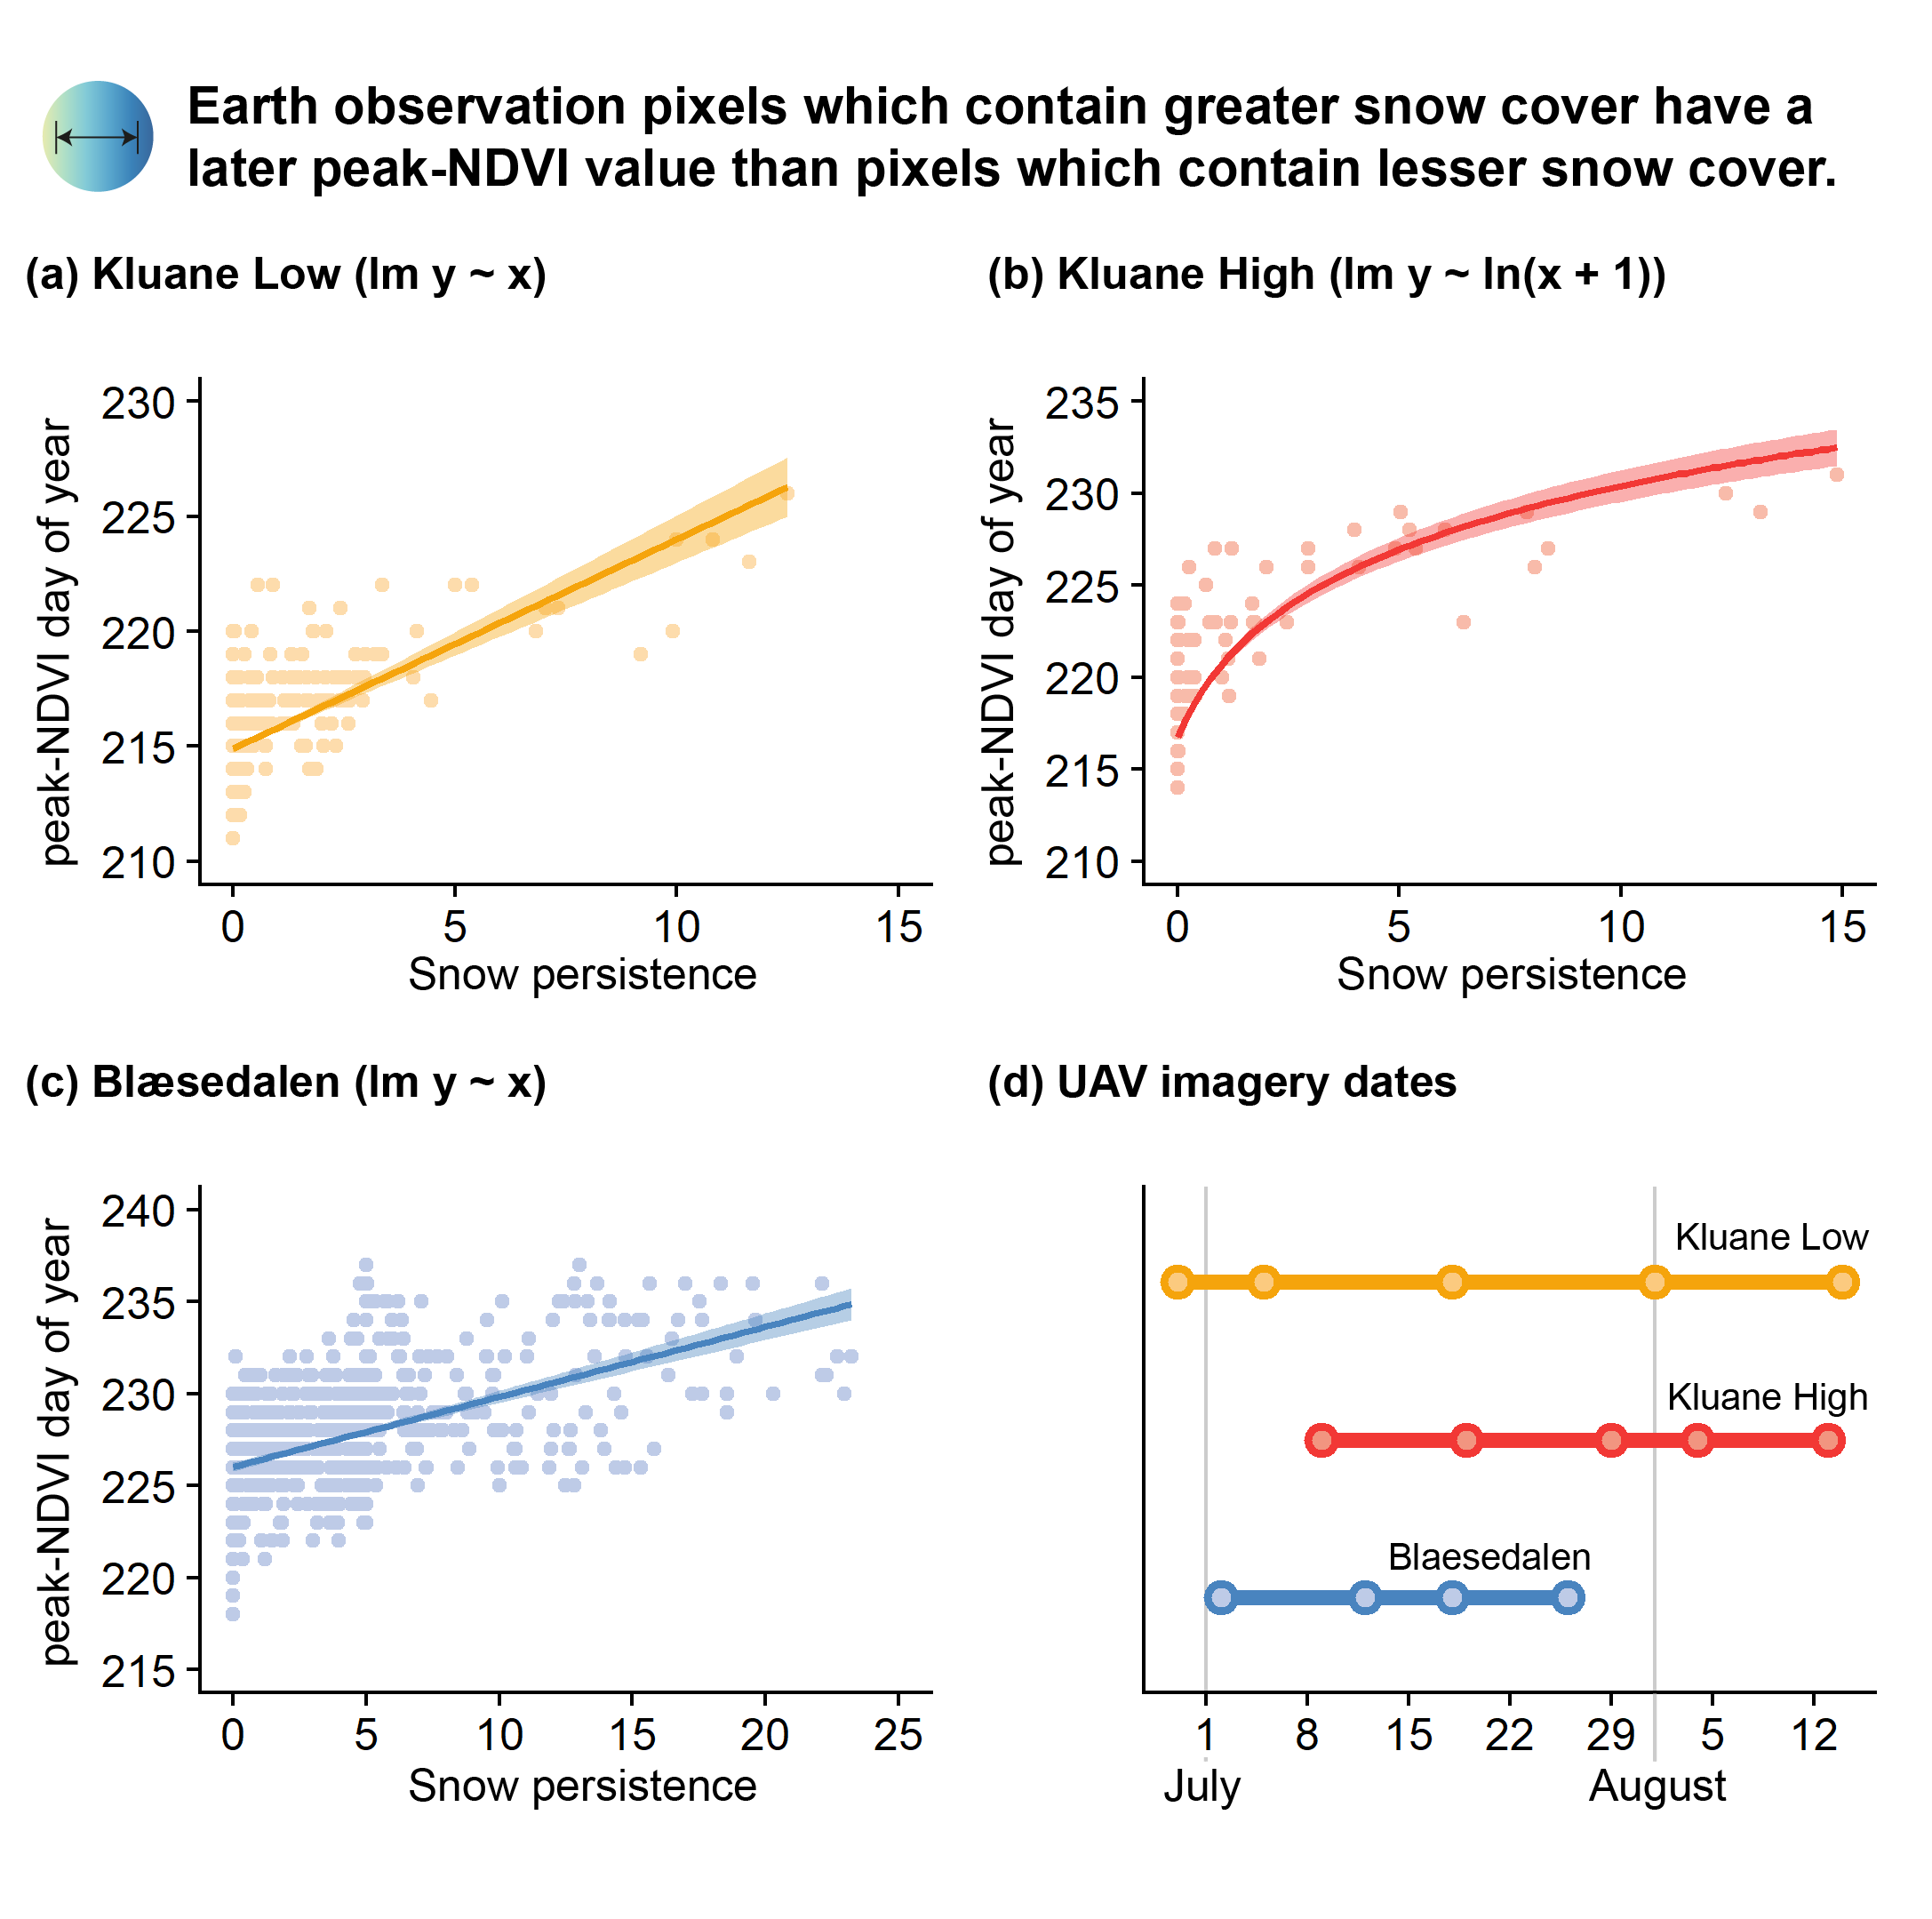 Earth observation pixels which contain greater snow cover have a
later peak-NDVI value than pixels which contain lesser snow cover.
(a) Kluane Low (lm y ~ x)
peak-NDVI day of year
230
225
220
215
210
0 5 10 15
Snow persistence
(b) Kluane High (lm y ~ ln(x + 1))
peak-NDVI day of year
235
230
225
220
215
210
0 5 10 15
Snow persistence
(c) Blæsedalen (lm y ~ x)
peak-NDVI day of year
240
235
230
225
220
215
0 5 10 15 20 25
Snow persistence
(d) UAV imagery dates
Kluane Low
Kluane High
Blaesedalen
1 8 15 22 29 5 12
July August